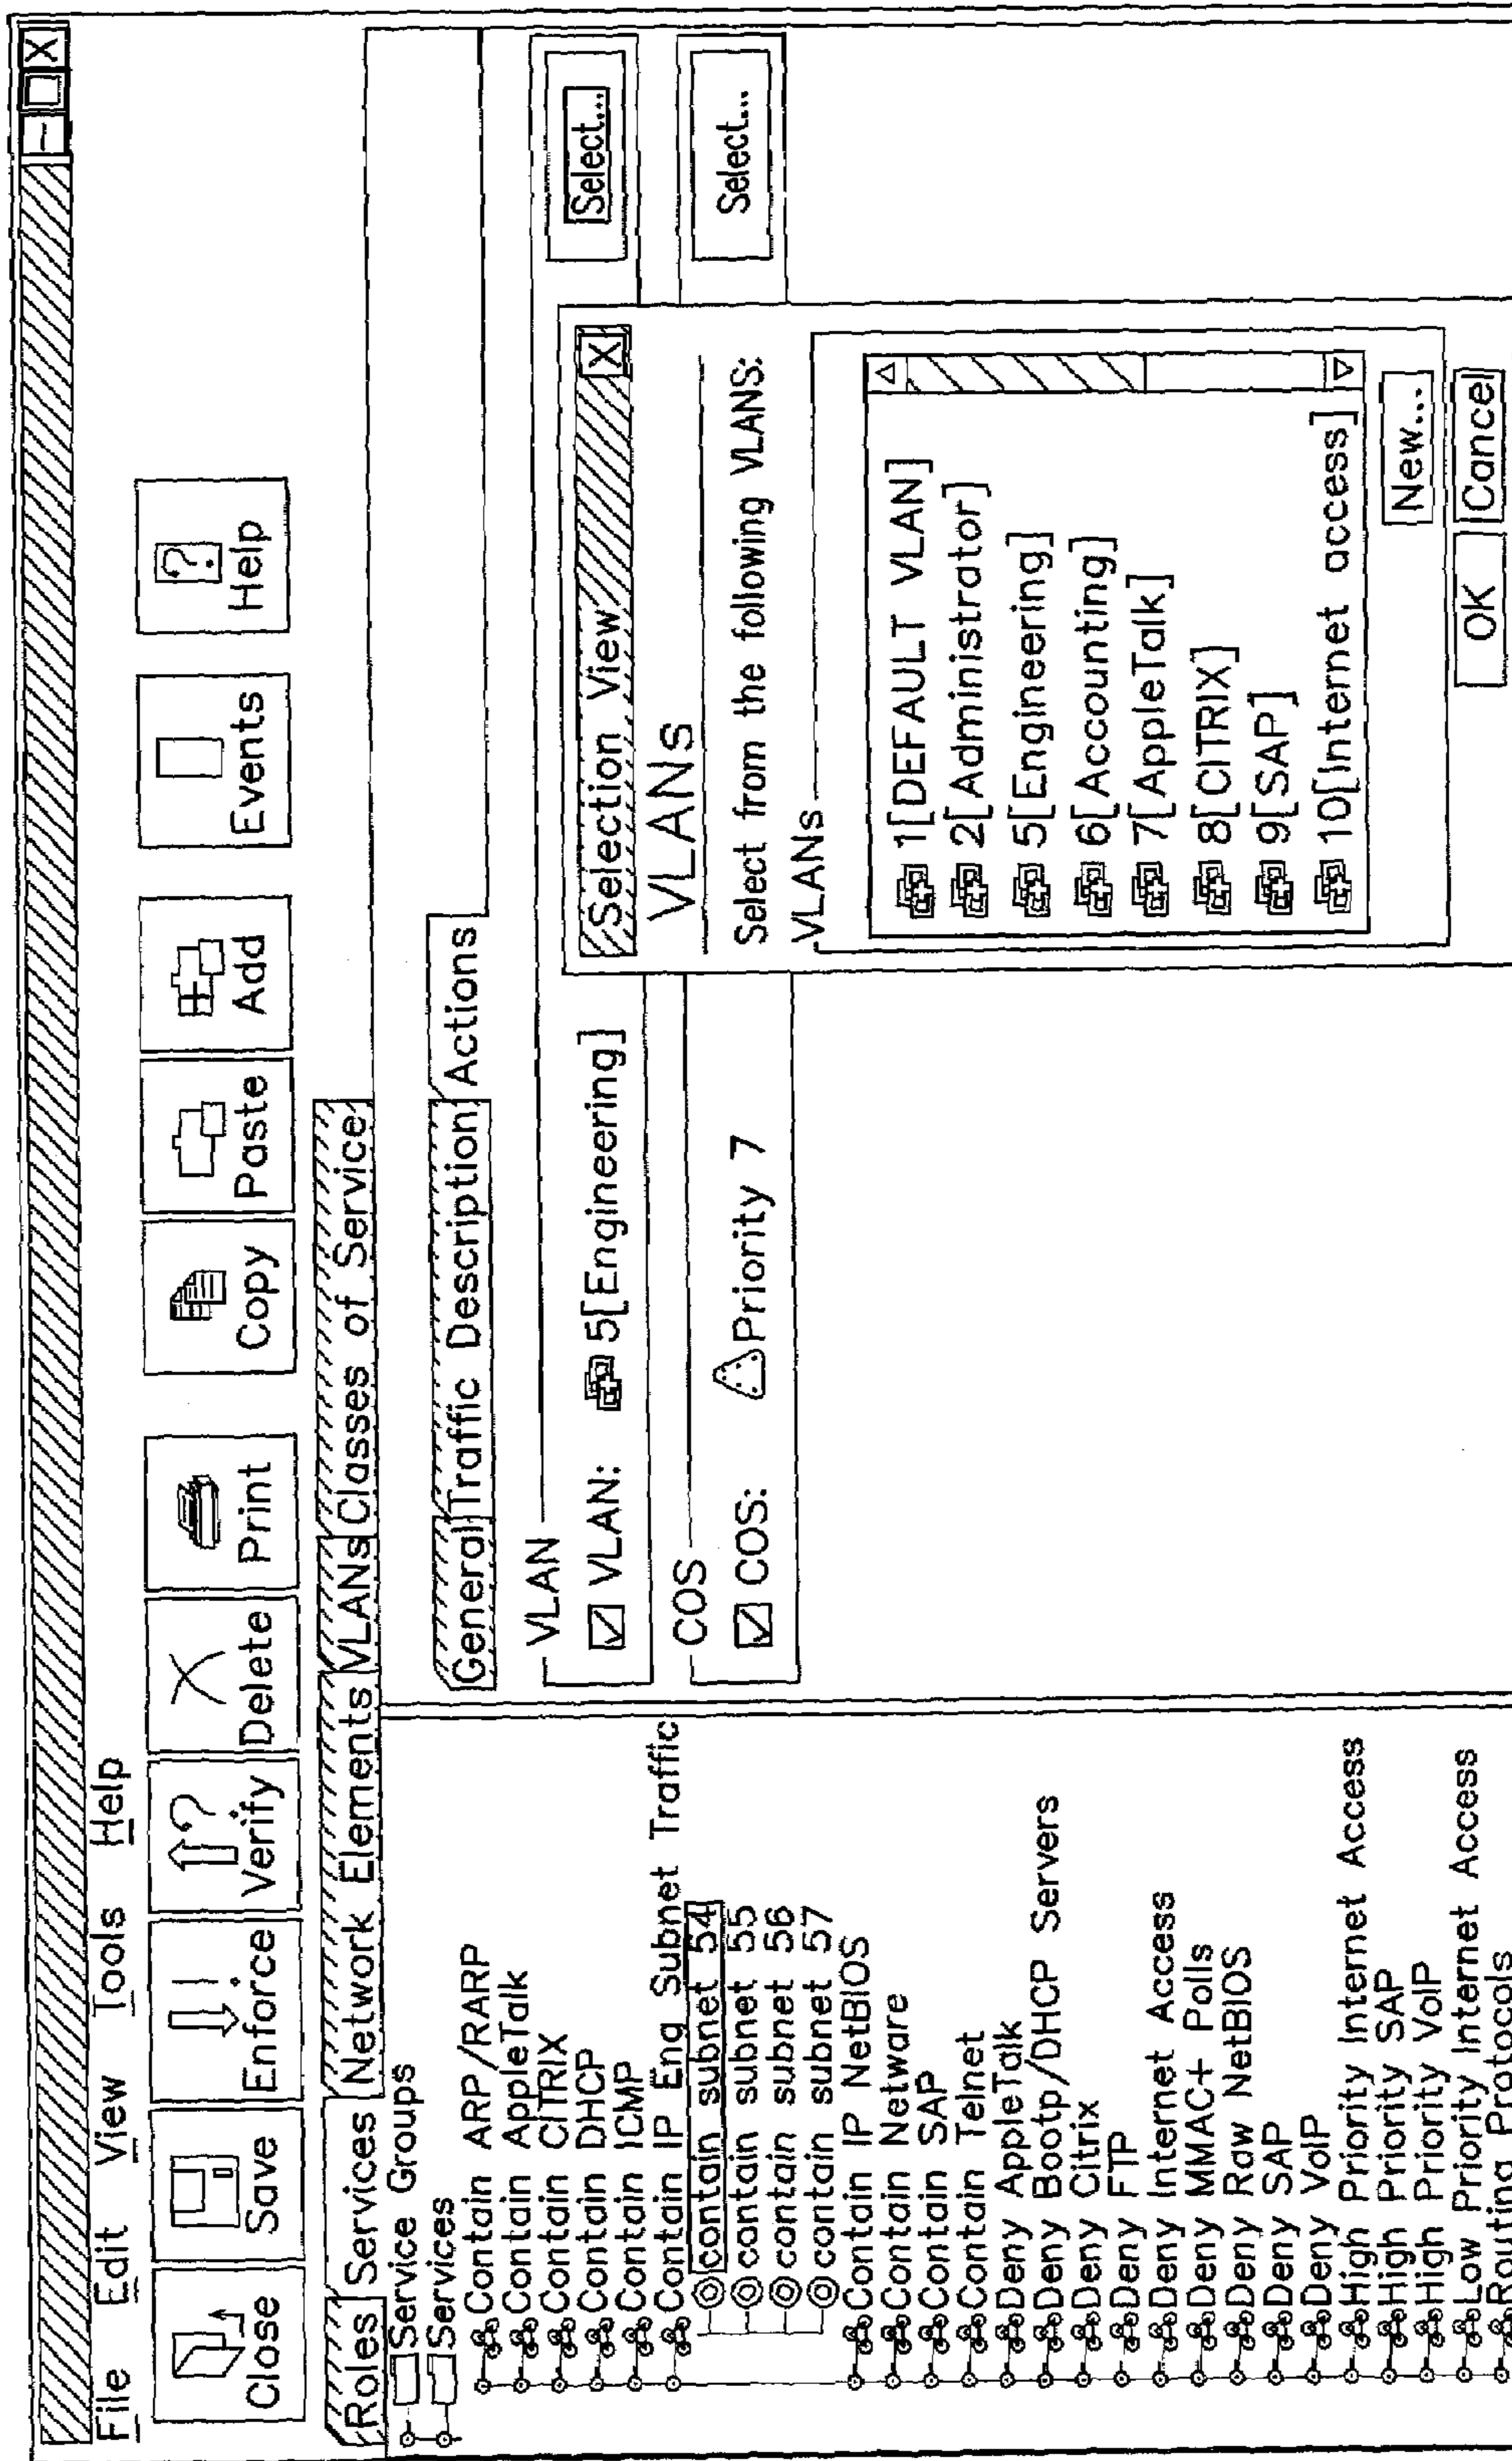 File Edit View Tools Help
Close Save Enforce Verify Delete Print Copy Paste Add Events Help
Roles Services Network Elements VLANs Classes of Service
Service Groups
Services
Contain ARP/RARP
Contain AppleTalk
Contain CITRIX
Contain DHCP
Contain ICMP
Contain IP Eng Subnet Traffic
contain subnet 54
contain subnet 55
contain subnet 56
contain subnet 57
Contain IP NetBIOS
Contain Netware
Contain SAP
Contain Telnet
Deny AppleTalk
Deny Bootp/DHCP Servers
Deny Citrix
Deny FTP
Deny Internet Access
Deny MMAC+ Polls
Deny Raw NetBIOS
Deny SAP
Deny VoIP
High Priority Internet Access
High Priority SAP
High Priority VoIP
Low Priority Internet Access
Routing Protocols
General Traffic Description Actions
VLAN
VLAN: 5[Engineering] Select...
COS
COS: Priority 7 Select...
Selection View X
VLANs
Select from the following VLANS:
VLANs
1[DEFAULT VLAN]
2[Administrator]
5[Engineering]
6[Accounting]
7[AppleTalk]
8[CITRIX]
9[SAP]
10[Internet access]
New...
OK Cancel